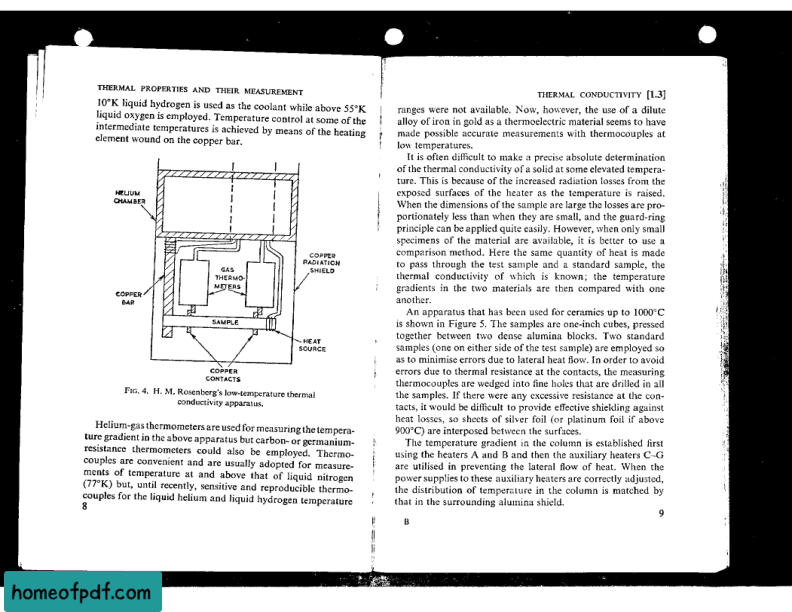 THERMAL PROPERTIES AND THEIR MEASUREMENT
10°K liquid hydrogen is used as the coolant while above 55°K
liquid oxygen is employed. Temperature control at some of the
intermediate temperatures is achieved by means of the heating
element wound on the copper bar.
HELIUM
CHAMBER
GAS
THERMO-
METERS
COPPER
RADIATION
SHIELD
COPPER
BAR
SAMPLE
HEAT
SOURCE
COPPER
CONTACTS
FIG. 4. H. M. Rosenberg's low-temperature thermal
conductivity apparatus.
Helium-gas thermometers are used for measuring the tempera-
ture gradient in the above apparatus but carbon- or germanium-
resistance thermometers could also be employed. Thermo-
couples are convenient and are usually adopted for measure-
ments of temperature at and above that of liquid nitrogen
(77°K) but, until recently, sensitive and reproducible thermo-
couples for the liquid helium and liquid hydrogen temperature
8
THERMAL CONDUCTIVITY [1.3]
ranges were not available. Now, however, the use of a dilute
alloy of iron in gold as a thermoelectric material seems to have
made possible accurate measurements with thermocouples at
low temperatures.
It is often difficult to make a precise absolute determination
of the thermal conductivity of a solid at some elevated tempera-
ture. This is because of the increased radiation losses from the
exposed surfaces of the heater as the temperature is raised.
When the dimensions of the sample are large the losses are pro-
portionately less than when they are small, and the guard-ring
principle can be applied quite easily. However, when only small
specimens of the material are available, it is better to use a
comparison method. Here the same quantity of heat is made
to pass through the test sample and a standard sample, the
thermal conductivity of which is known; the temperature
gradients in the two materials are then compared with one
another.
An apparatus that has been used for ceramics up to 1000°C
is shown in Figure 5. The samples are one-inch cubes, pressed
together between two dense alumina blocks. Two standard
samples (one on either side of the test sample) are employed so
as to minimise errors due to lateral heat flow. In order to avoid
errors due to thermal resistance at the contacts, the measuring
thermocouples are wedged into fine holes that are drilled in all
the samples. If there were any excessive resistance at the con-
tacts, it would be difficult to provide effective shielding against
heat losses, so sheets of silver foil (or platinum foil if above
900°C) are interposed between the surfaces.
The temperature gradient in the column is established first
using the heaters A and B and then the auxiliary heaters C–G
are utilised in preventing the lateral flow of heat. When the
power supplies to these auxiliary heaters are correctly adjusted,
the distribution of temperature in the column is matched by
that in the surrounding alumina shield.
9
B
homeofpdf.com